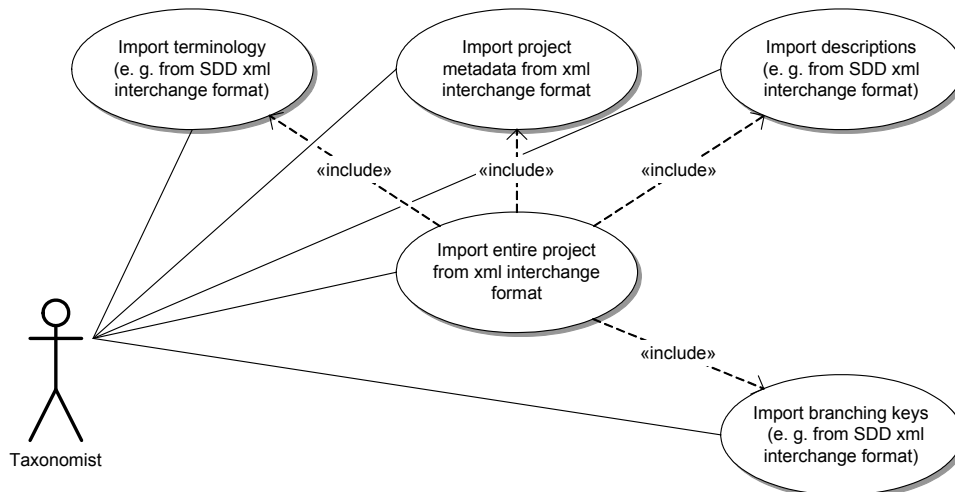 Import terminology
(e. g. from SDD xml
interchange format)
Import project
metadata from xml
interchange format
Import descriptions
(e. g. from SDD xml
interchange format)
«include»
«include»
«include»
Import entire project
from xml interchange
format
«include»
Import branching keys
(e. g. from SDD xml
interchange format)
Taxonomist